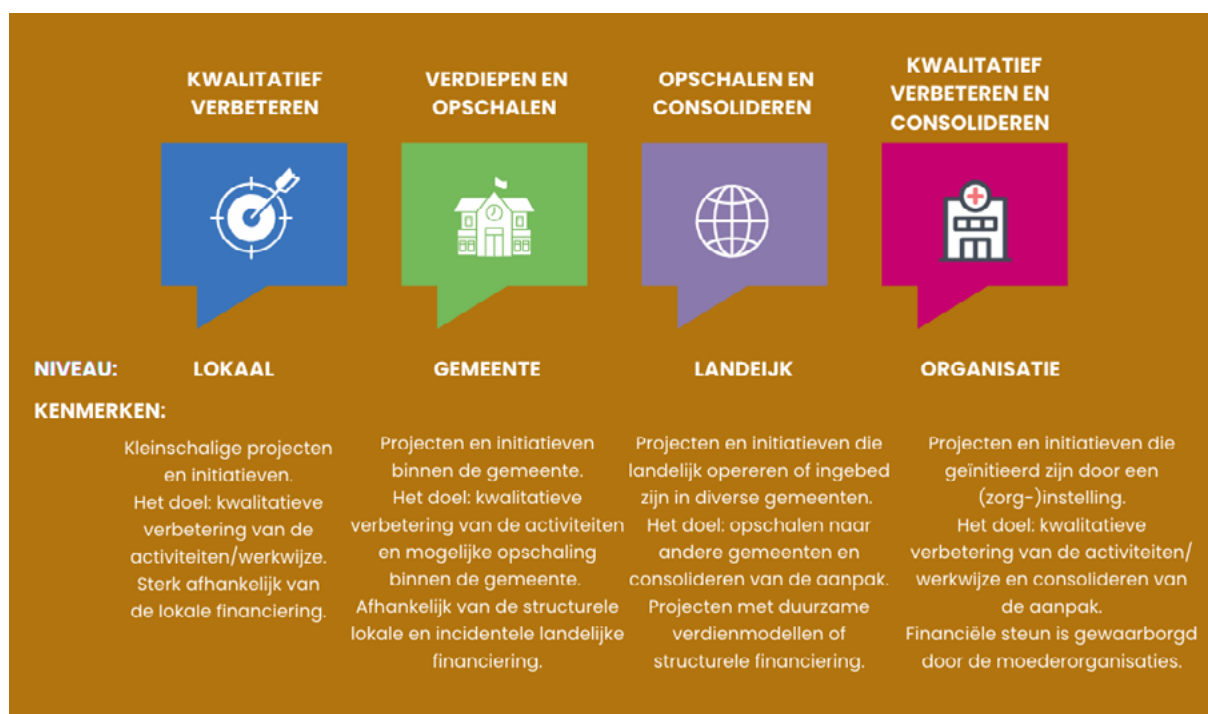 KWALITATIEF
VERBETEREN
VERDIEPEN EN
OPSCHALEN
OPSCHALEN EN
CONSOLIDEREN
KWALITATIEF
VERBETEREN EN
CONSOLIDEREN
NIVEAU:
LOKAAL
GEMEENTE
LANDEIJK
ORGANISATIE
KENMERKEN:
Kleinschalige projecten
en initiatieven.
Het doel: kwalitatieve
verbetering van de
activiteiten/werkwijze.
Sterk afhankelijk van
de lokale financiering.
Projecten en initiatieven
binnen de gemeente.
Het doel: kwalitatieve
verbetering van de activiteiten
en mogelijke opschaling
binnen de gemeente.
Afhankelijk van de structurele
lokale en incidentele landelijke
financiering.
Projecten en initiatieven die
landelijk opereren of ingebed
zijn in diverse gemeenten.
Het doel: opschalen naar
andere gemeenten en
consolideren van de aanpak.
Projecten met duurzame
verdienmodellen of
structurele financiering.
Projecten en initiatieven die
geïnitieerd zijn door een
(zorg-)instelling.
Het doel: kwalitatieve
verbetering van de activiteiten/
werkwijze en consolideren van
de aanpak.
Financiële steun is gewaarborgd
door de moederorganisaties.